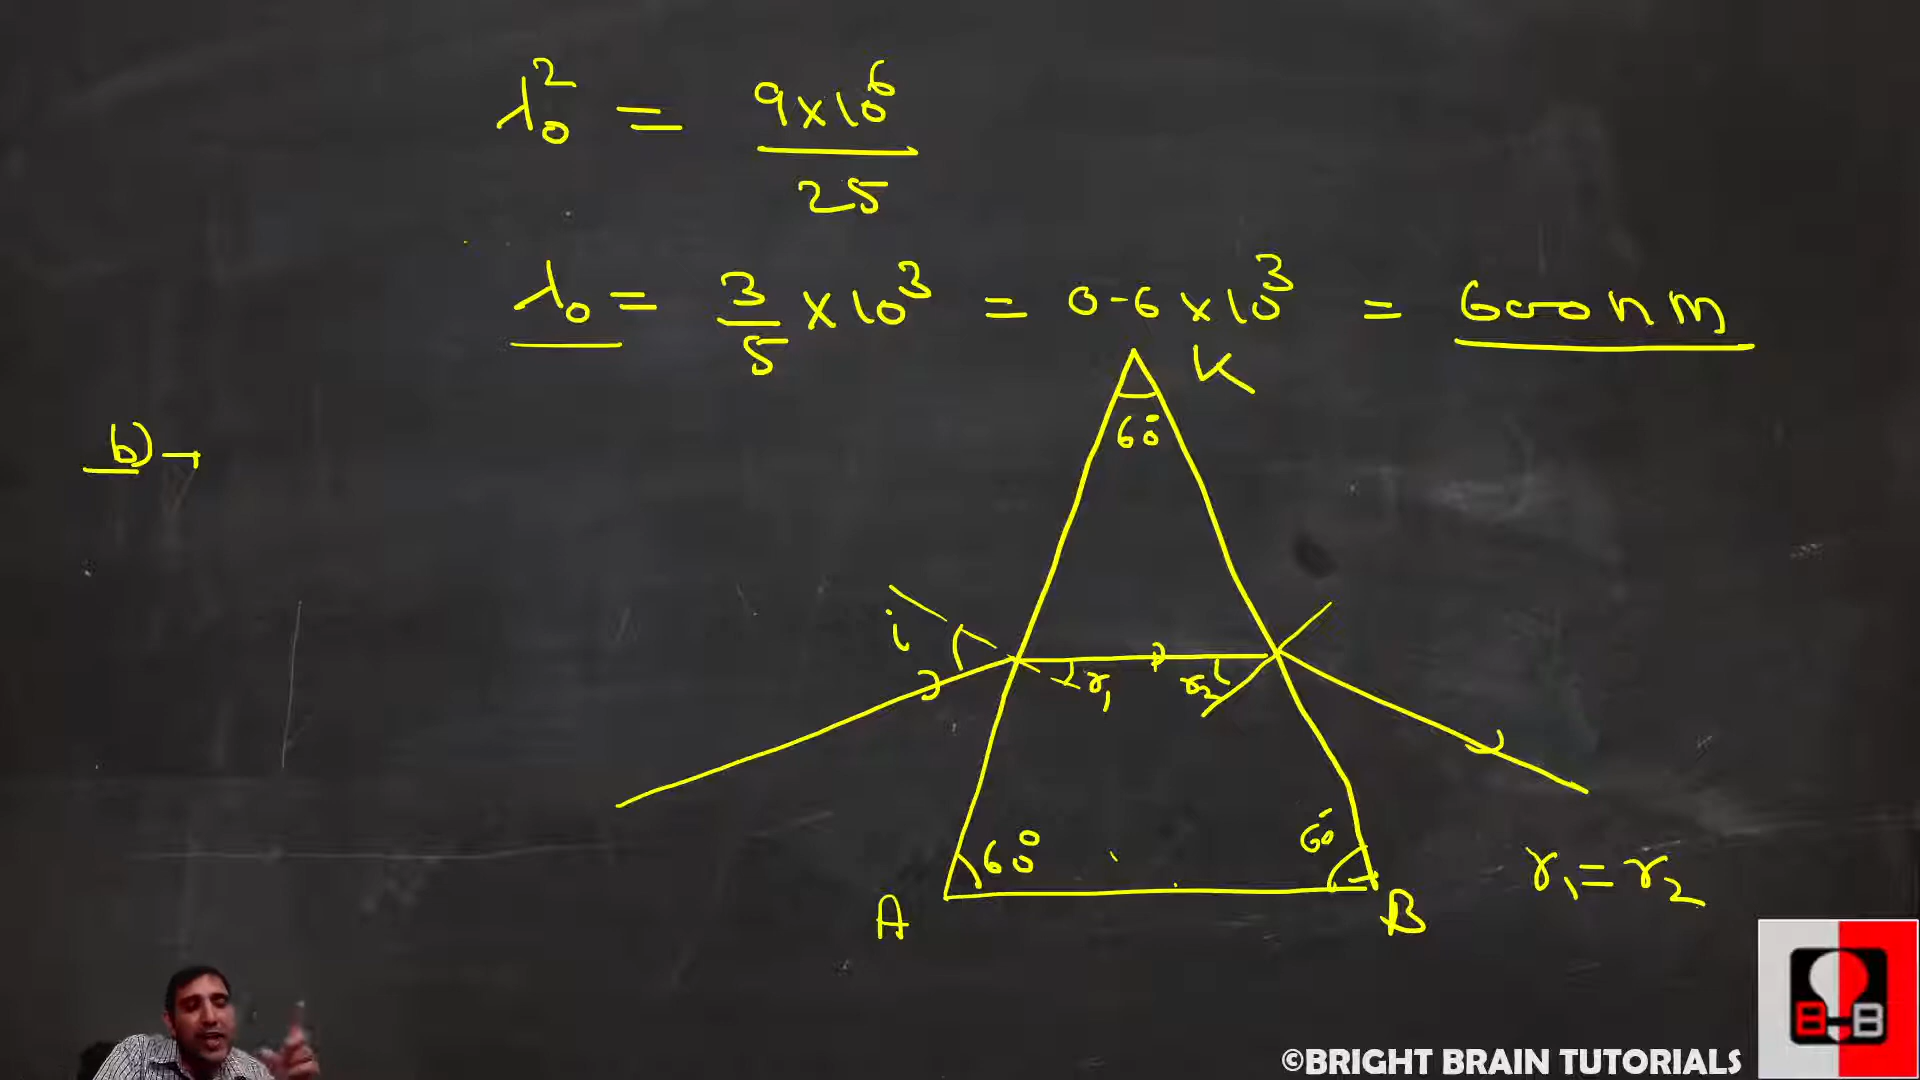 λ₀² = 9×10⁶ / 25
λ₀ = 3/5 × 10³ = 0.6 × 10³ = 600 nm
K
60°
b) →
i
r₁ r₂
60° 60°
A B
r₁ = r₂
B B
©BRIGHT BRAIN TUTORIALS